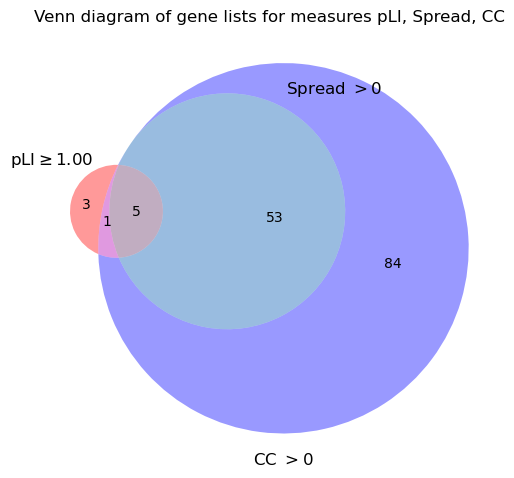 Venn diagram of gene lists for measures pLI, Spread, CC
Spread > 0
pLI ≥ 1.00
3
1
5
53
84
CC > 0